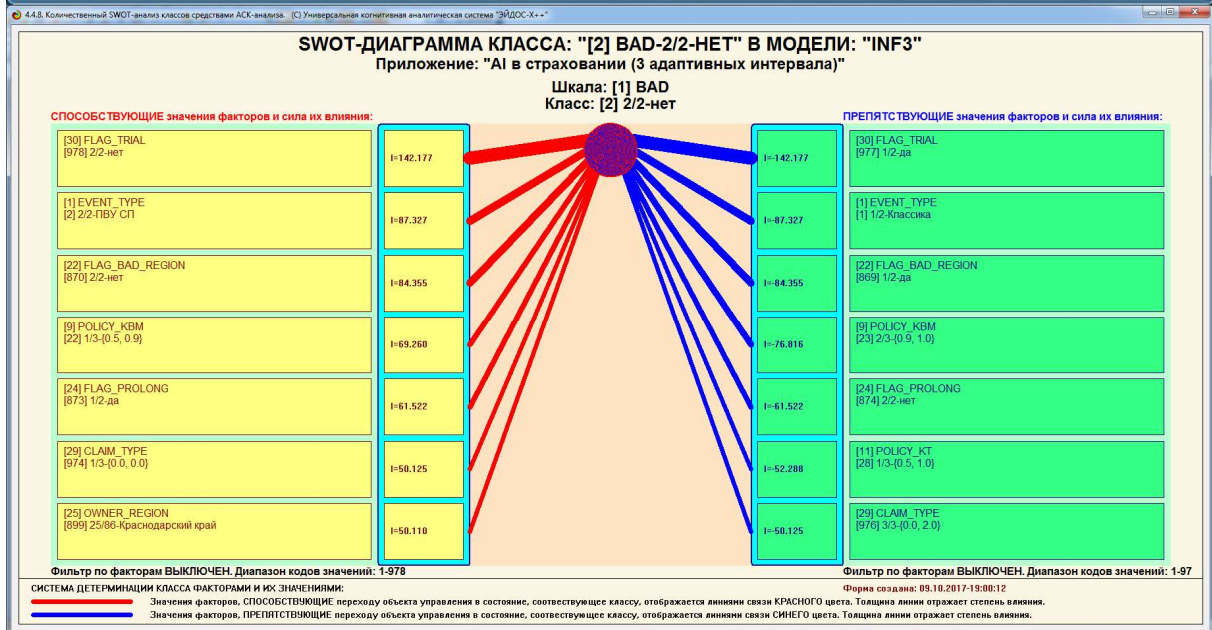 4.4.8. Количественный SWOT-анализ классов средствами АСК-анализа. (C) Универсальная когнитивная аналитическая система "ЭЙДОС-X++"
SWOT-ДИАГРАММА КЛАССА: "[2] BAD-2/2-НЕТ" В МОДЕЛИ: "INF3"
Приложение: "AI в страховании (3 адаптивных интервала)"
Шкала: [1] BAD
Класс: [2] 2/2-нет
СПОСОБСТВУЮЩИЕ значения факторов и сила их влияния:
[30] FLAG_TRIAL
[978] 2/2-нет
I=142.177
[1] EVENT_TYPE
[2] 2/2-ПВУ СП
I=87.327
[22] FLAG_BAD_REGION
[870] 2/2-нет
I=84.355
[9] POLICY_KBM
[22] 1/3-{0.5, 0.9}
I=69.260
[24] FLAG_PROLONG
[873] 1/2-да
I=61.522
[29] CLAIM_TYPE
[974] 1/3-{0.0, 0.0}
I=50.125
[25] OWNER_REGION
[899] 25/86-Краснодарский край
I=50.110
ПРЕПЯТСТВУЮЩИЕ значения факторов и сила их влияния:
I=-142.177
[30] FLAG_TRIAL
[977] 1/2-да
I=-87.327
[1] EVENT_TYPE
[1] 1/2-Классика
I=-84.355
[22] FLAG_BAD_REGION
[869] 1/2-да
I=-76.816
[9] POLICY_KBM
[23] 2/3-{0.9, 1.0}
I=-61.522
[24] FLAG_PROLONG
[874] 2/2-нет
I=-52.288
[11] POLICY_KT
[28] 1/3-{0.5, 1.0}
I=-50.125
[29] CLAIM_TYPE
[976] 3/3-{0.0, 2.0}
Фильтр по факторам ВЫКЛЮЧЕН. Диапазон кодов значений: 1-978
Фильтр по факторам ВЫКЛЮЧЕН. Диапазон кодов значений: 1-97
СИСТЕМА ДЕТЕРМИНАЦИИ КЛАССА ФАКТОРАМИ И ИХ ЗНАЧЕНИЯМИ:
Форма создана: 09.10.2017-19:00:12
Значения факторов, СПОСОБСТВУЮЩИЕ переходу объекта управления в состояние, соотвествующее классу, отображается линиями связи КРАСНОГО цвета. Толщина линии отражает степень влияния.
Значения факторов, ПРЕПЯТСТВУЮЩИЕ переходу объекта управления в состояние, соотвествующее классу, отображается линиями связи СИНЕГО цвета. Толщина линии отражает степень влияния.